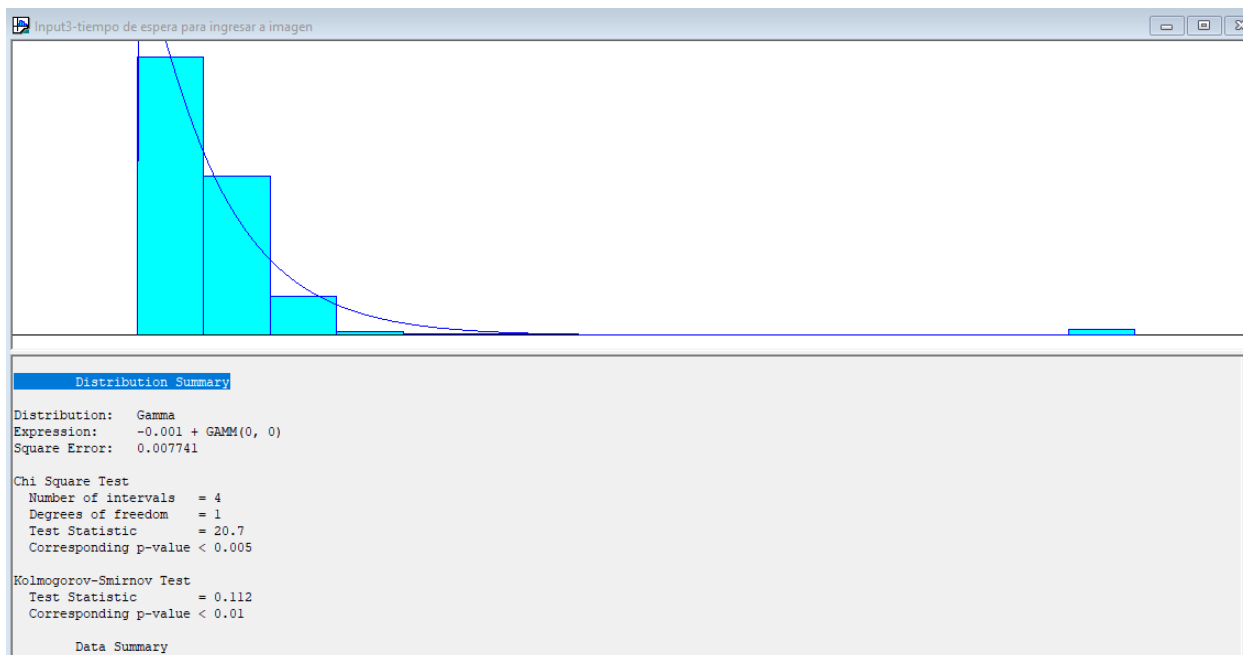 Input3-tiempo de espera para ingresar a imagen
Distribution Summary
Distribution: Gamma
Expression: -0.001 + GAMM(0, 0)
Square Error: 0.007741
Chi Square Test
Number of intervals = 4
Degrees of freedom = 1
Test Statistic = 20.7
Corresponding p-value < 0.005
Kolmogorov-Smirnov Test
Test Statistic = 0.112
Corresponding p-value < 0.01
Data Summary